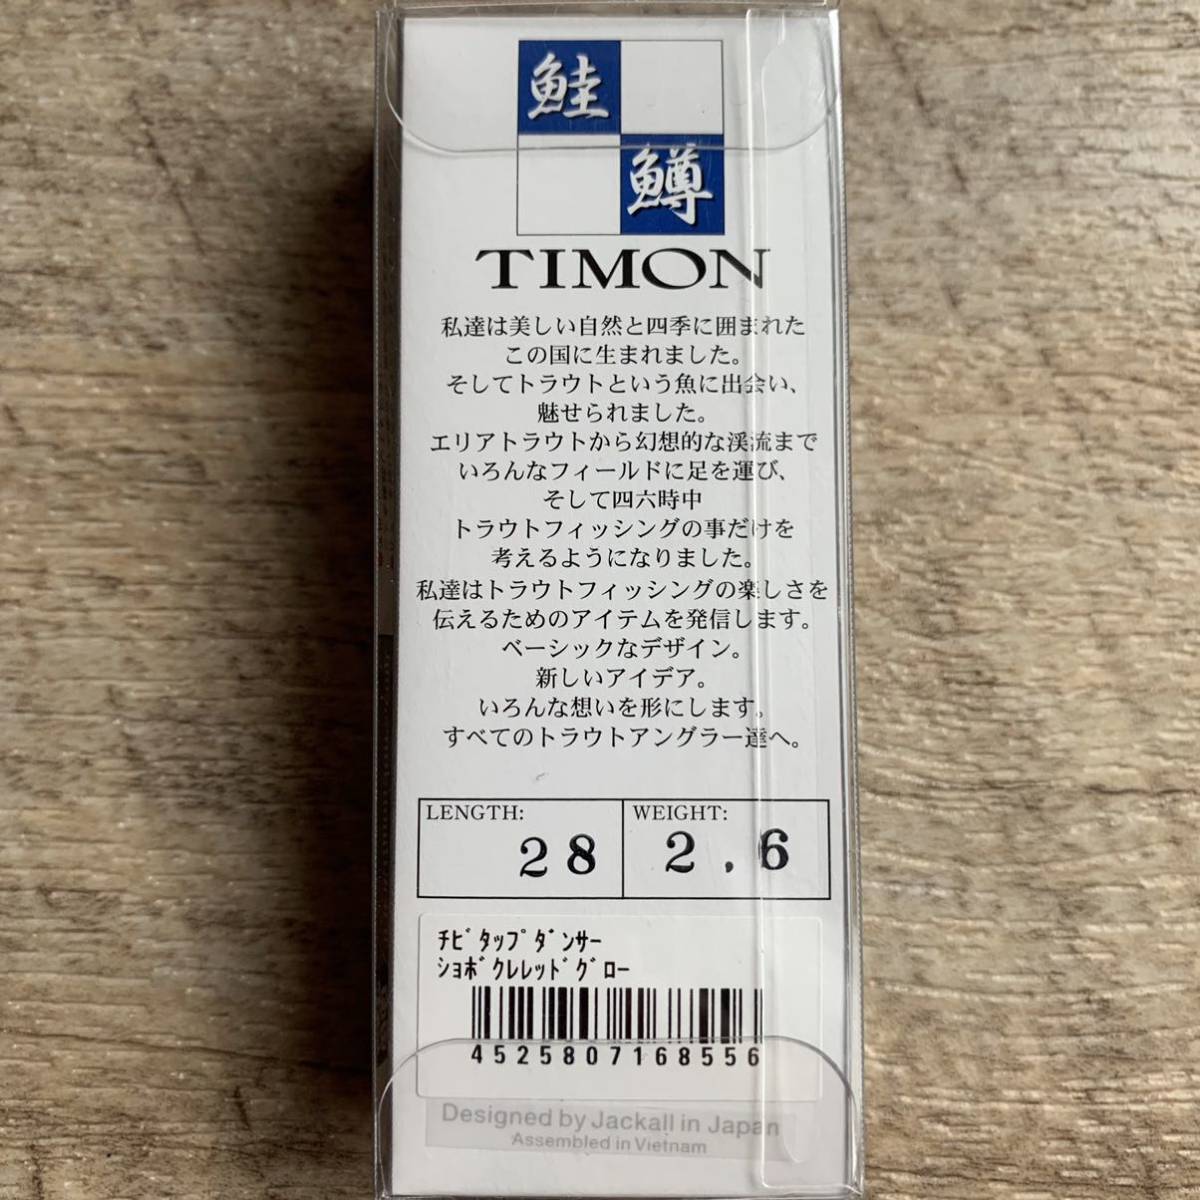 鮭
鱒
TIMON
私達は美しい自然と四季に囲まれた
この国に生まれました。
そしてトラウトという魚に出会い、
魅せられました。
エリアトラウトから幻想的な渓流まで
いろんなフィールドに足を運び、
そして四六時中
トラウトフィッシングの事だけを
考えるようになりました。
私達はトラウトフィッシングの楽しさを
伝えるためのアイテムを発信します。
ベーシックなデザイン。
新しいアイデア。
いろんな想いを形にします。
すべてのトラウトアングラー達へ。
LENGTH: 28 WEIGHT: 2.6
ﾁﾋﾞﾀｯﾌﾟﾀﾞﾝｻｰ
ｼｮﾎﾞｸﾚﾚｯﾄﾞｸﾞﾛｰ
4525807168556
Designed by Jackall in Japan
Assembled in Vietnam